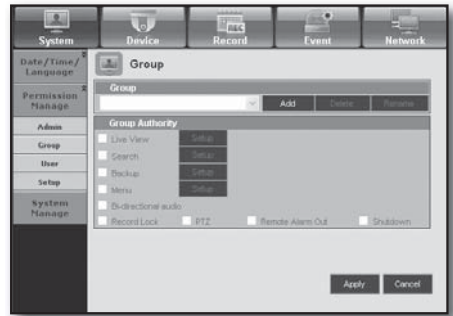 System Device Record Event Network
Date/Time/
Language
Permission
Manage
Admin
Group
User
Setup
System
Manage
Group
Group
Add Delete Rename
Group Authority
Live View Setup
Search Setup
Backup Setup
Menu Setup
Bi-directional audio
Record Lock PTZ Remote Alarm Out Shutdown
Apply Cancel